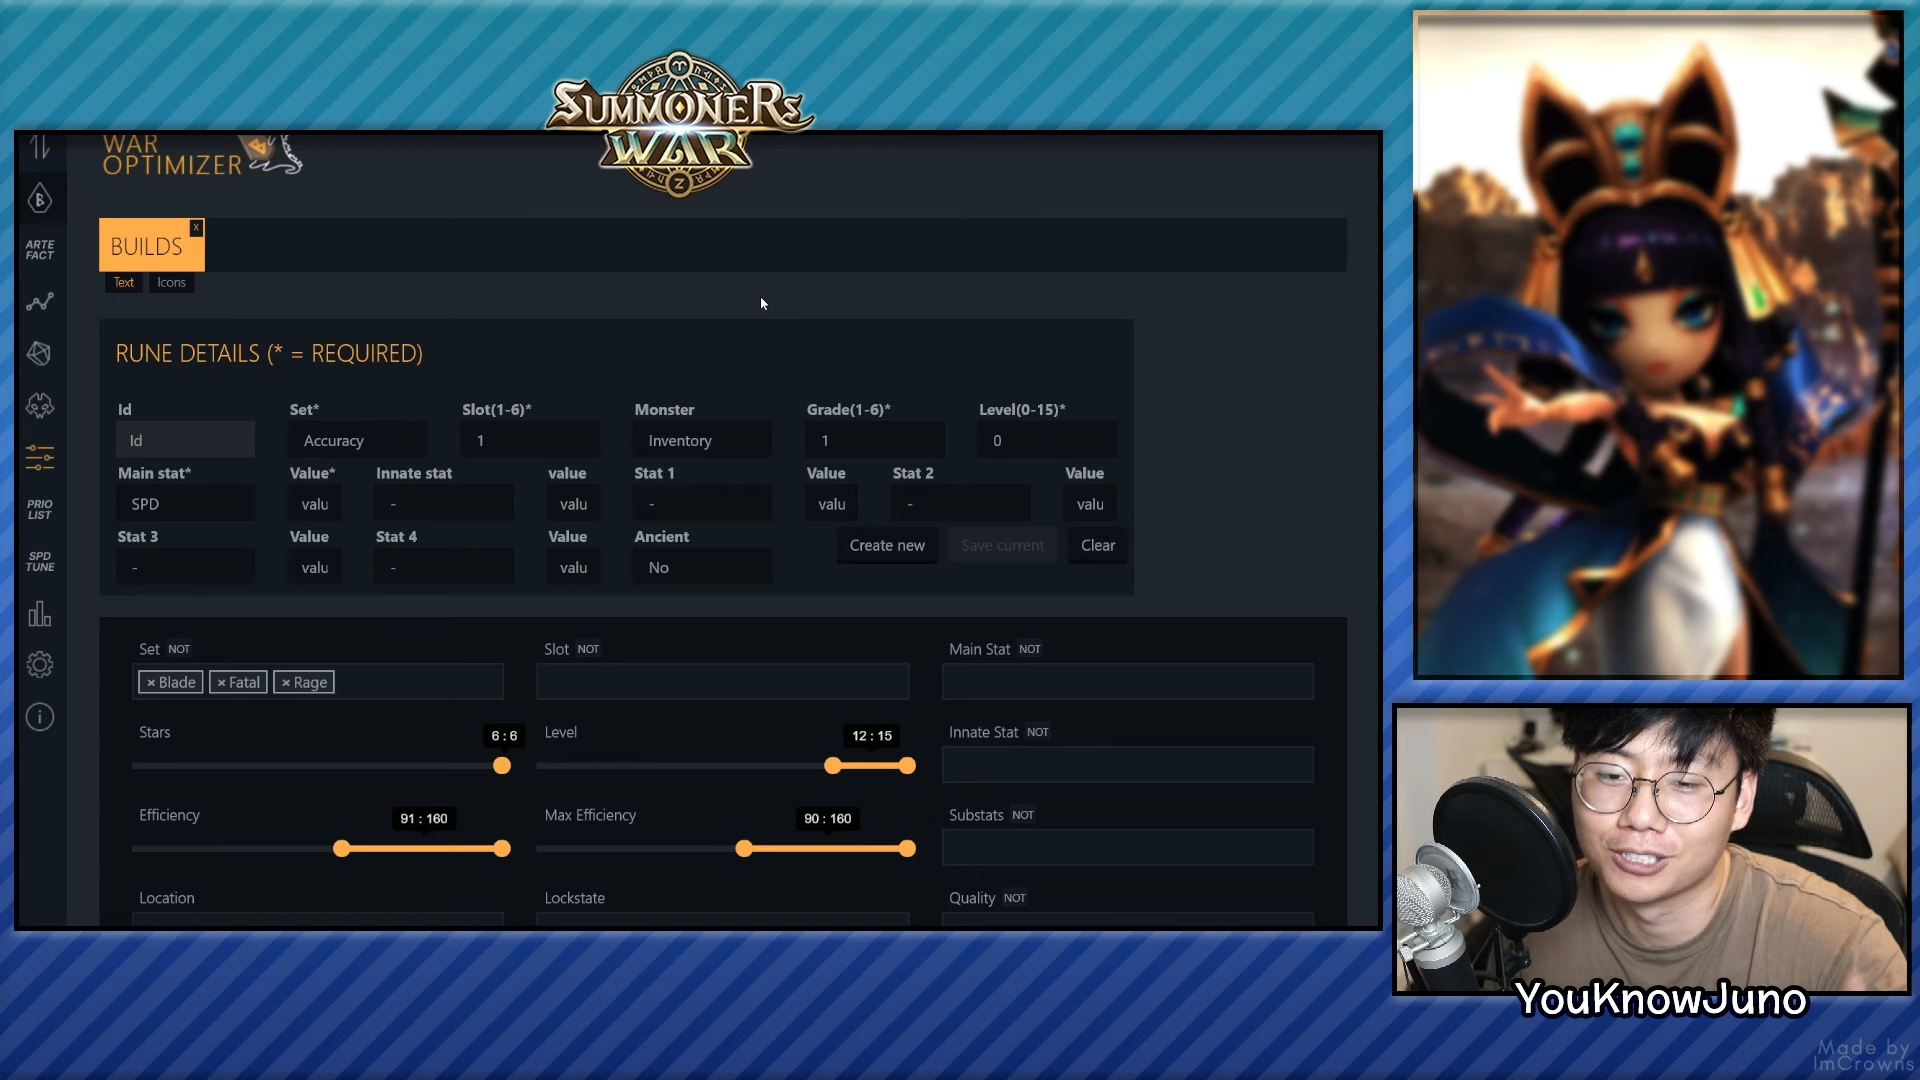 SUMMONERS
WAR
WAR
OPTIMIZER
ARTE
FACT
PRIO
LIST
SPD
TUNE
BUILDS
x
Text Icons
RUNE DETAILS (* = REQUIRED)
Id Set* Slot(1-6)* Monster Grade(1-6)* Level(0-15)*
Id Accuracy 1 Inventory 1 0
Main stat* Value* Innate stat value Stat 1 Value Stat 2 Value
SPD valu - valu - valu - valu
Stat 3 Value Stat 4 Value Ancient
- valu - valu No
Create new Save current Clear
Set NOT Slot NOT Main Stat NOT
× Blade × Fatal × Rage
Stars 6 : 6 Level 12 : 15 Innate Stat NOT
Efficiency 91 : 160 Max Efficiency 90 : 160 Substats NOT
Location Lockstate Quality NOT
YouKnowJuno
Made by
ImCrowns